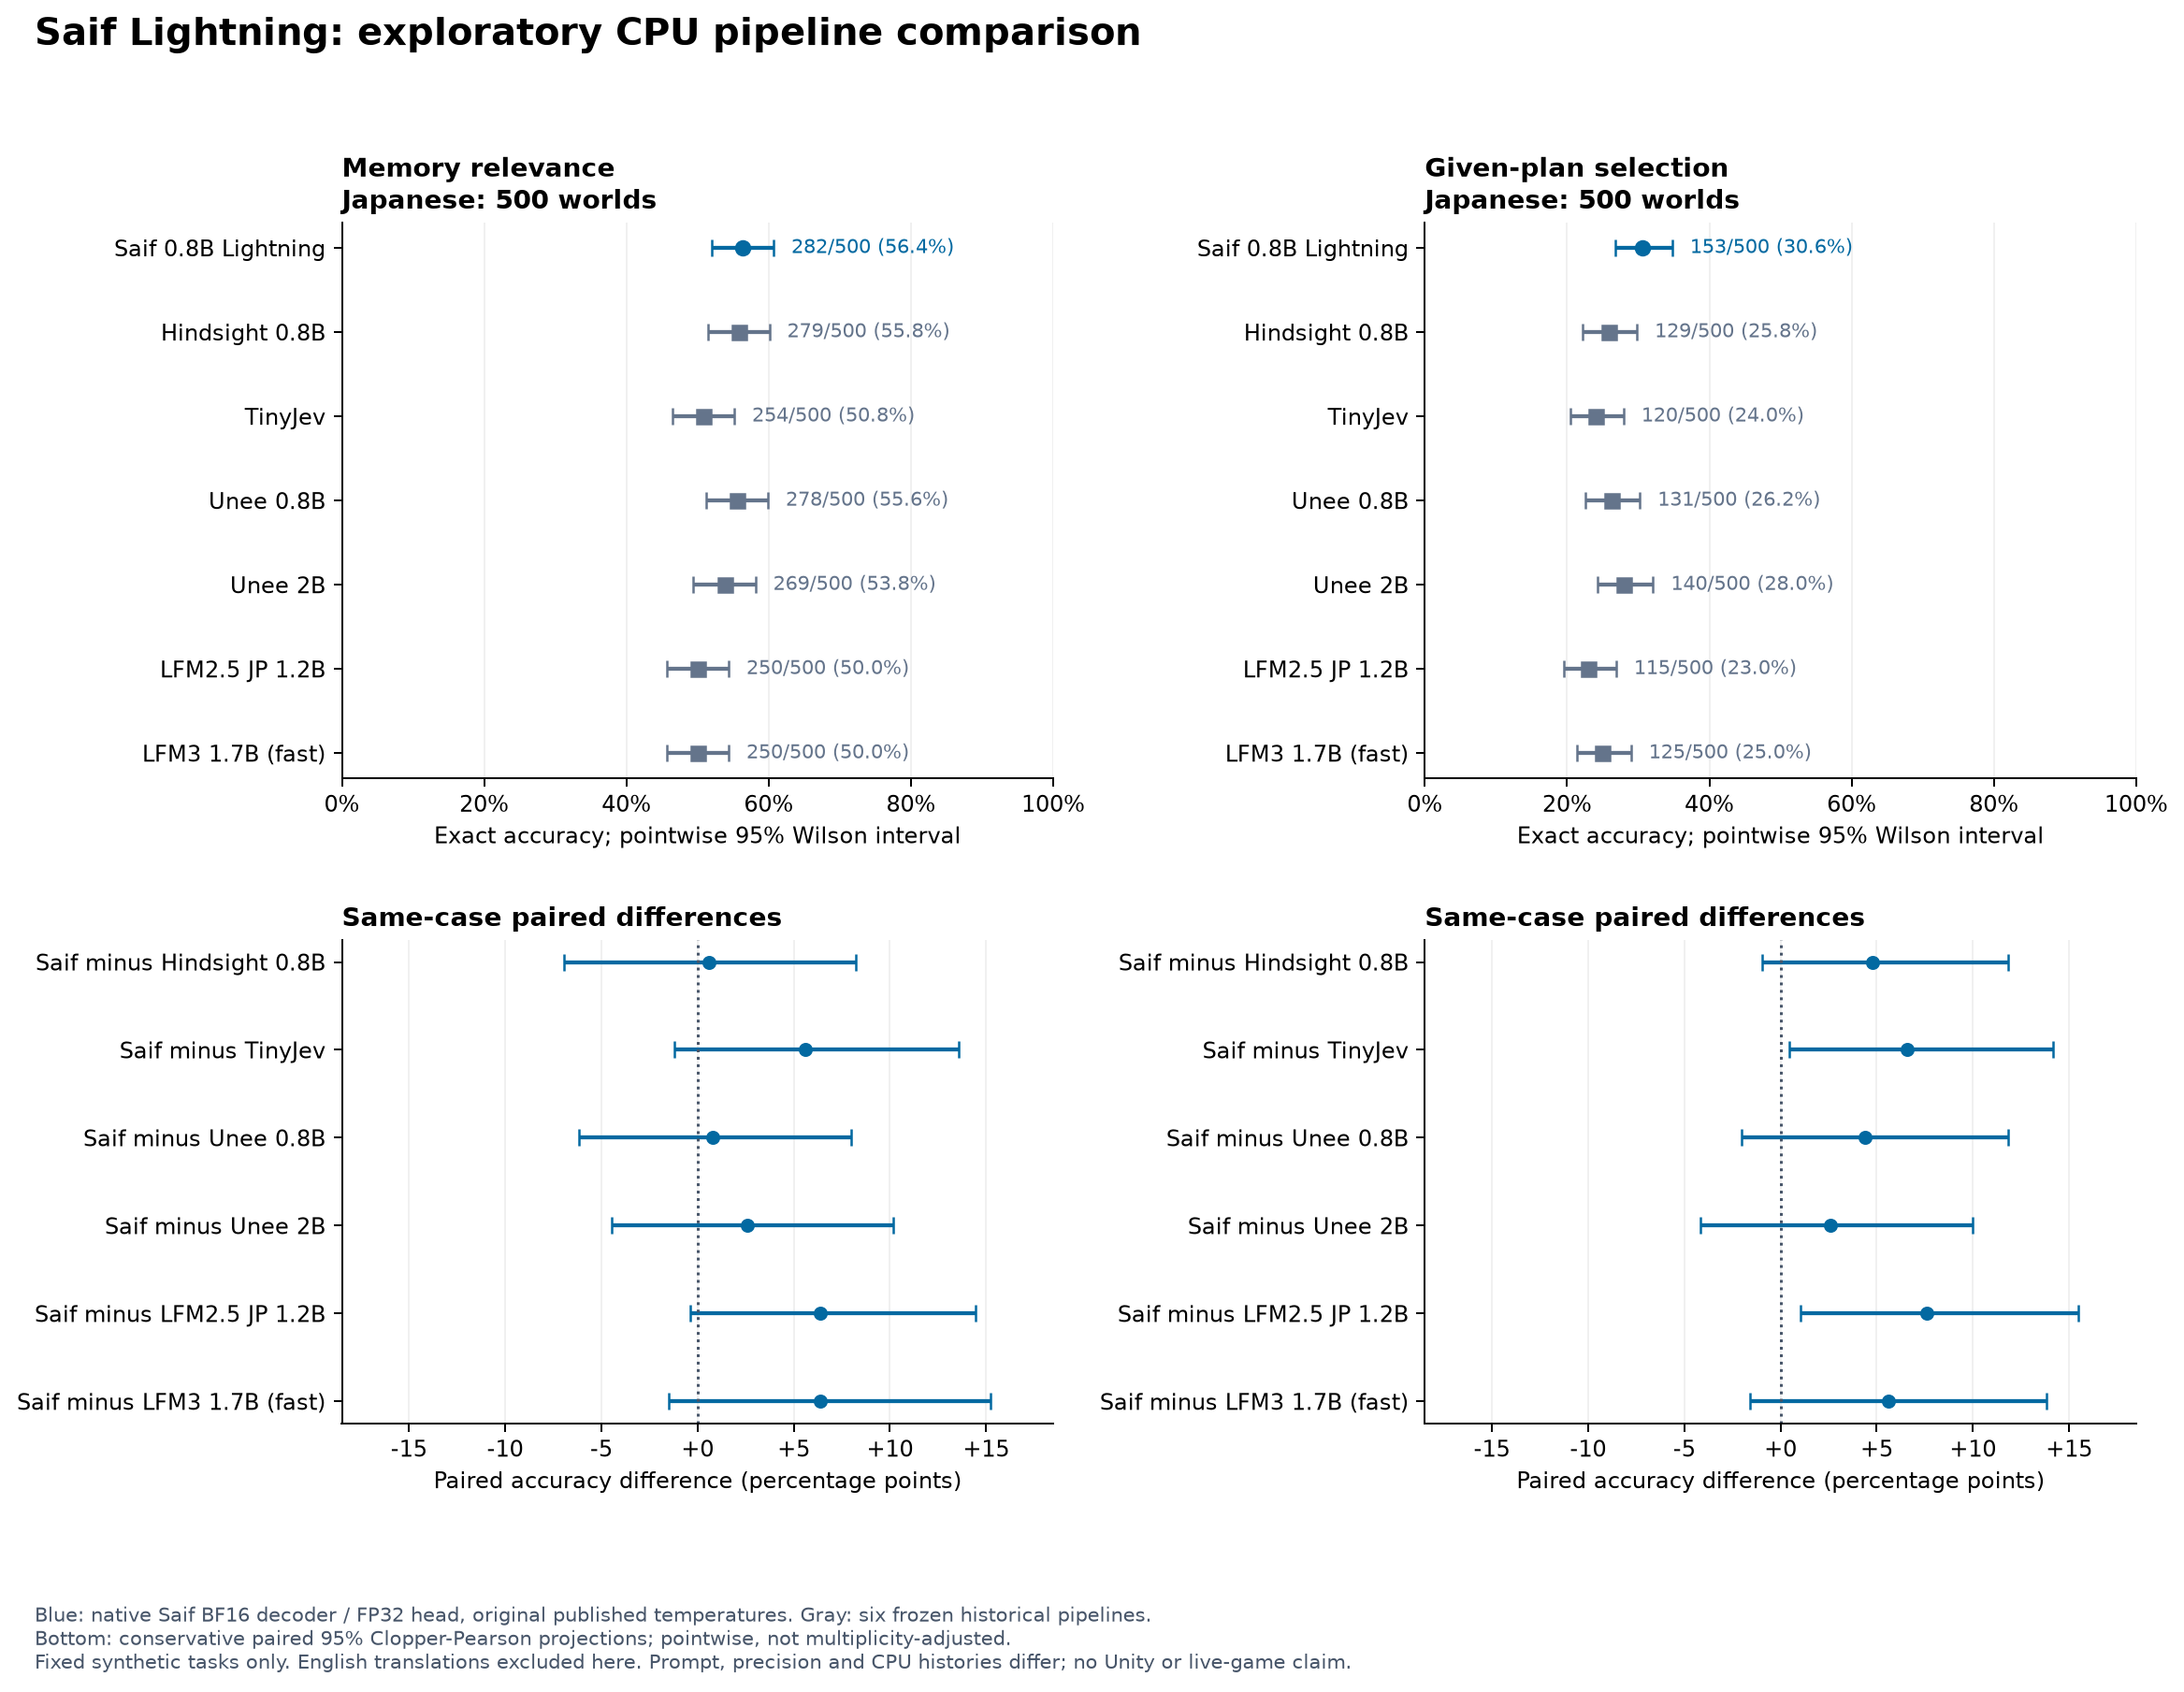 Saif Lightning: exploratory CPU pipeline comparison
Memory relevance
Japanese: 500 worlds
Saif 0.8B Lightning
282/500 (56.4%)
Hindsight 0.8B
279/500 (55.8%)
TinyJev
254/500 (50.8%)
Unee 0.8B
278/500 (55.6%)
Unee 2B
269/500 (53.8%)
LFM2.5 JP 1.2B
250/500 (50.0%)
LFM3 1.7B (fast)
250/500 (50.0%)
0% 20% 40% 60% 80% 100%
Exact accuracy; pointwise 95% Wilson interval
Given-plan selection
Japanese: 500 worlds
Saif 0.8B Lightning
153/500 (30.6%)
Hindsight 0.8B
129/500 (25.8%)
TinyJev
120/500 (24.0%)
Unee 0.8B
131/500 (26.2%)
Unee 2B
140/500 (28.0%)
LFM2.5 JP 1.2B
115/500 (23.0%)
LFM3 1.7B (fast)
125/500 (25.0%)
0% 20% 40% 60% 80% 100%
Exact accuracy; pointwise 95% Wilson interval
Same-case paired differences
Saif minus Hindsight 0.8B
Saif minus TinyJev
Saif minus Unee 0.8B
Saif minus Unee 2B
Saif minus LFM2.5 JP 1.2B
Saif minus LFM3 1.7B (fast)
-15 -10 -5 +0 +5 +10 +15
Paired accuracy difference (percentage points)
Same-case paired differences
Saif minus Hindsight 0.8B
Saif minus TinyJev
Saif minus Unee 0.8B
Saif minus Unee 2B
Saif minus LFM2.5 JP 1.2B
Saif minus LFM3 1.7B (fast)
-15 -10 -5 +0 +5 +10 +15
Paired accuracy difference (percentage points)
Blue: native Saif BF16 decoder / FP32 head, original published temperatures. Gray: six frozen historical pipelines.
Bottom: conservative paired 95% Clopper-Pearson projections; pointwise, not multiplicity-adjusted.
Fixed synthetic tasks only. English translations excluded here. Prompt, precision and CPU histories differ; no Unity or live-game claim.